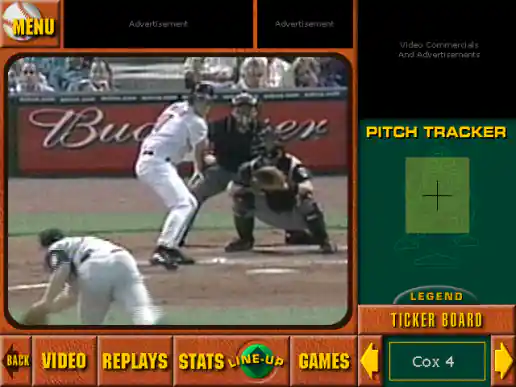 MENU
Advertisement
Advertisement
Video Commercials
And Advertisements
Budweiser
PITCH TRACKER
LEGEND
TICKER BOARD
BACK
VIDEO
REPLAYS
STATS
LINE-UP
GAMES
Cox 4